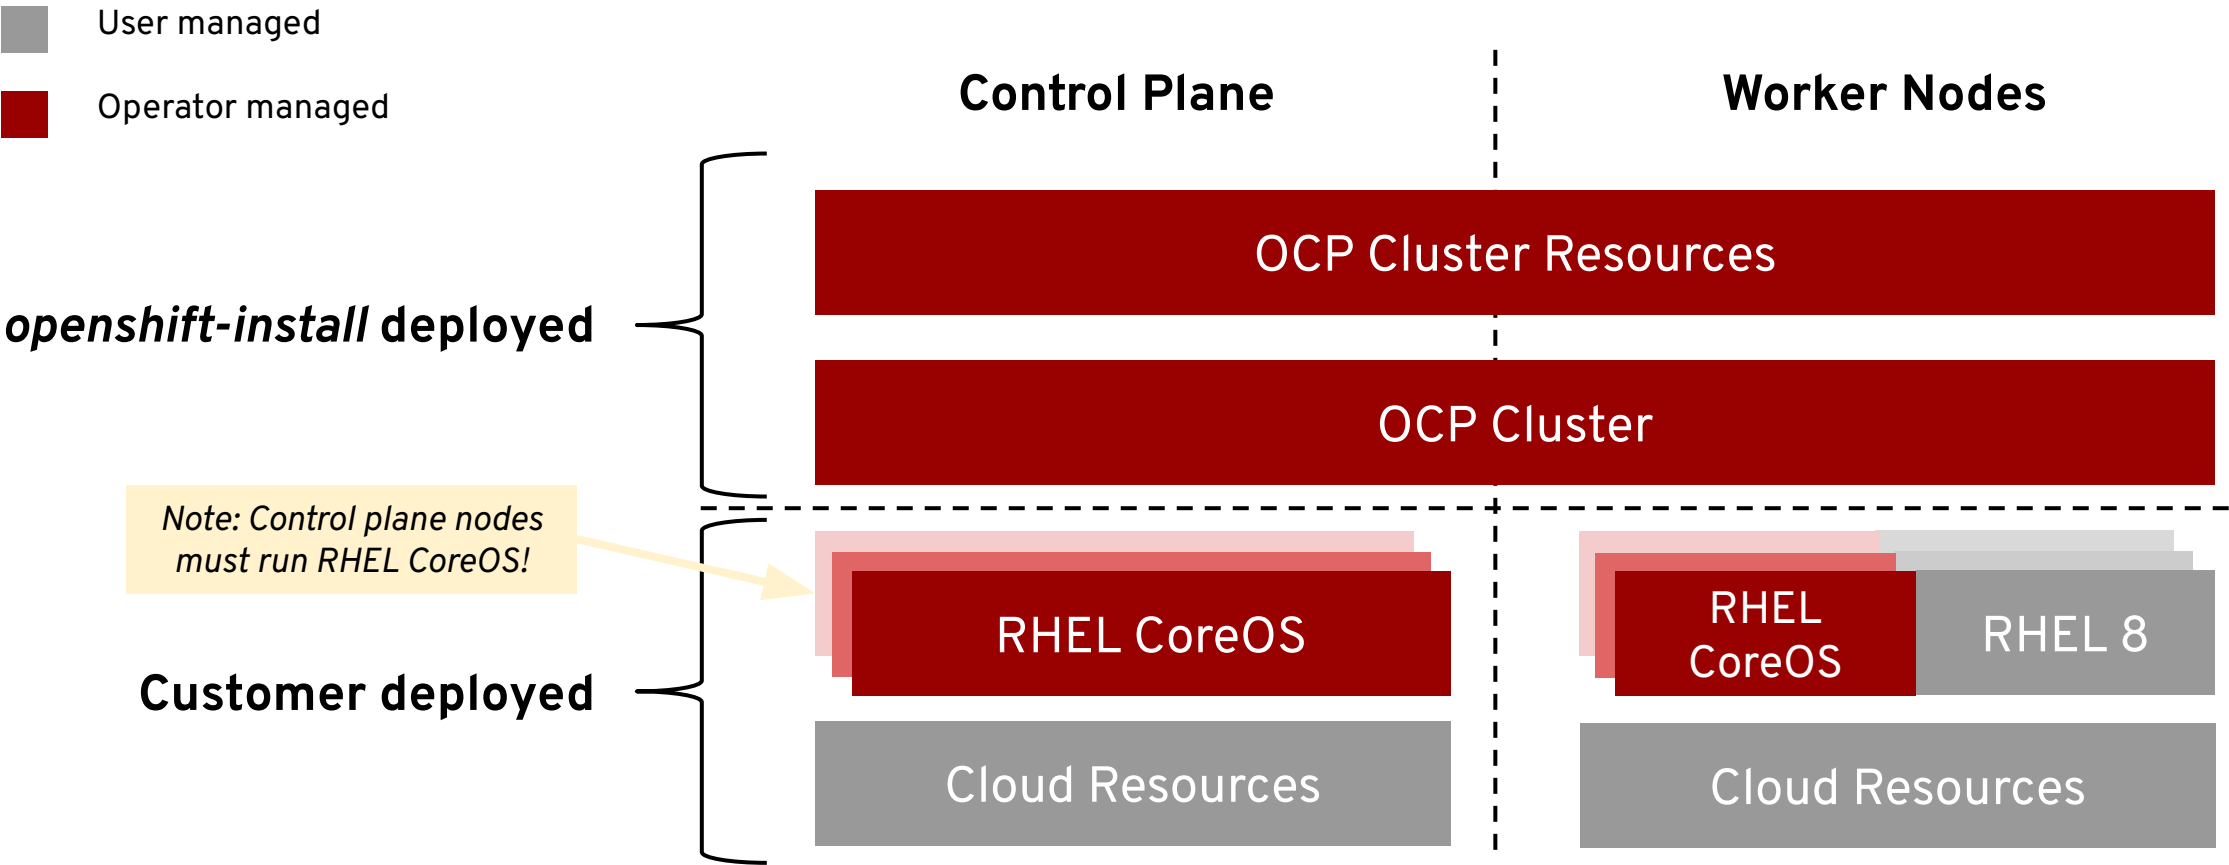 User managed
Operator managed
Control Plane
Worker Nodes
OCP Cluster Resources
openshift-install deployed
OCP Cluster
Note: Control plane nodes
must run RHEL CoreOS!
RHEL CoreOS
RHEL
CoreOS
RHEL 8
Customer deployed
Cloud Resources
Cloud Resources